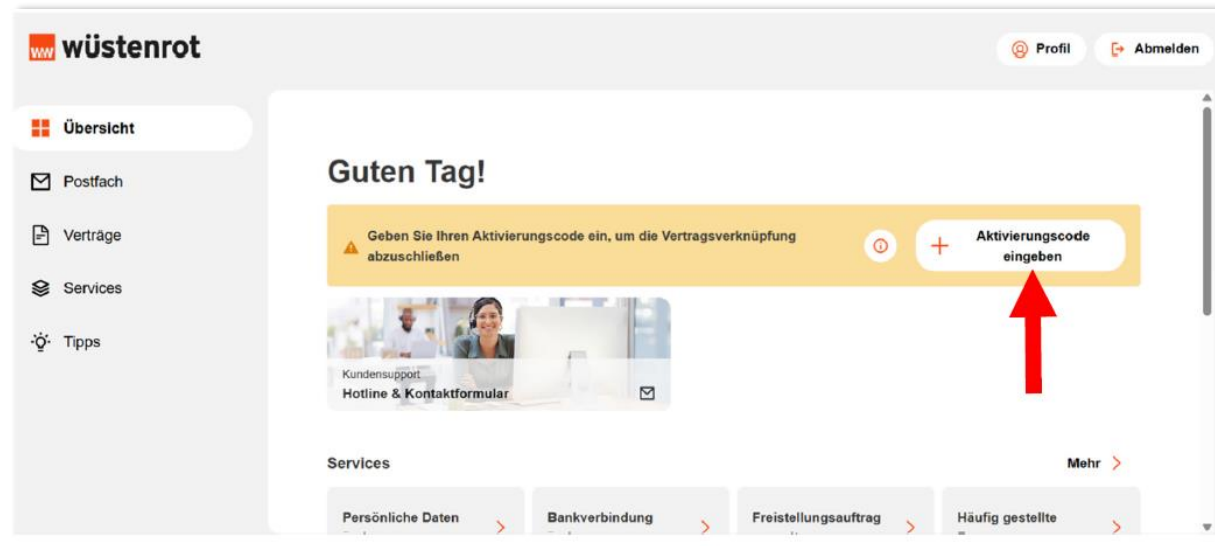 ww wüstenrot
Profil
Abmelden
Übersicht
Postfach
Verträge
Services
Tipps
Guten Tag!
Geben Sie Ihren Aktivierungscode ein, um die Vertragsverknüpfung
abzuschließen
Aktivierungscode
eingeben
Kundensupport
Hotline & Kontaktformular
Services
Mehr
Persönliche Daten
Bankverbindung
Freistellungsauftrag
Häufig gestellte